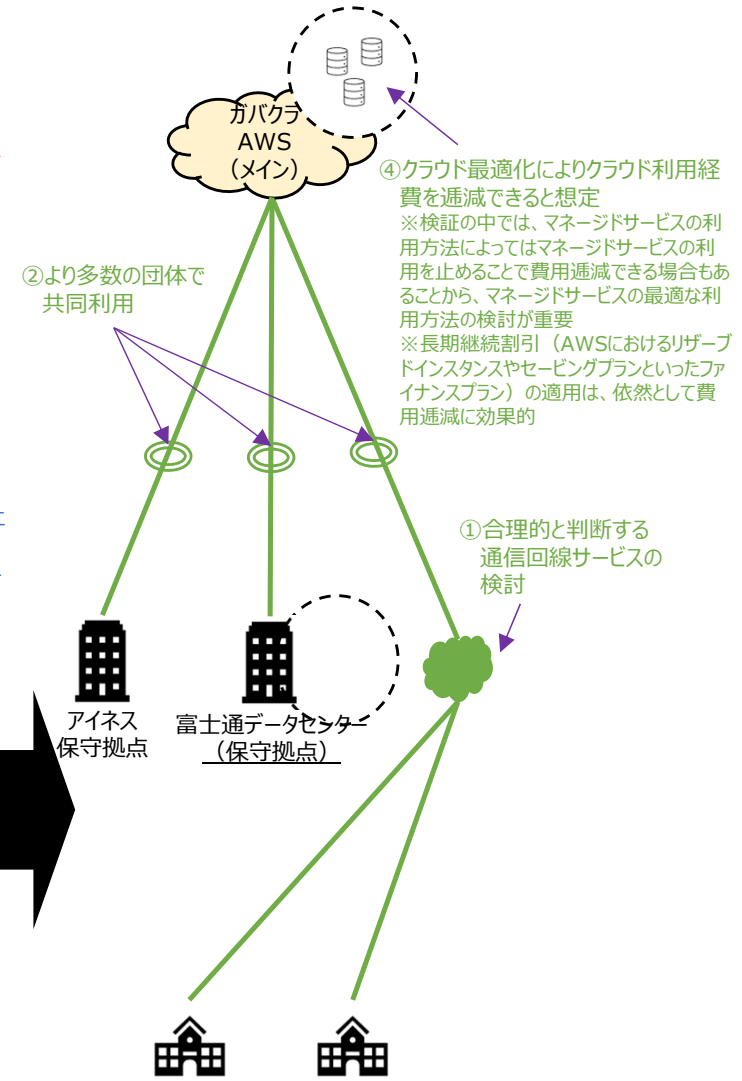 ガバクラ
AWS
（メイン）
④クラウド最適化によりクラウド利用経
費を逓減できると想定
※検証の中では、マネージドサービスの利
用方法によってはマネージドサービスの利
用を止めることで費用逓減できる場合もあ
ることから、マネージドサービスの最適な利
用方法の検討が重要
※長期継続割引（AWSにおけるリザーブ
ドインスタンスやセービングプランといったファ
イナンスプラン）の適用は、依然として費
用逓減に効果的
②より多数の団体で
共同利用
①合理的と判断する
通信回線サービスの
検討
アイネス
保守拠点
富士通データセンター
（保守拠点）